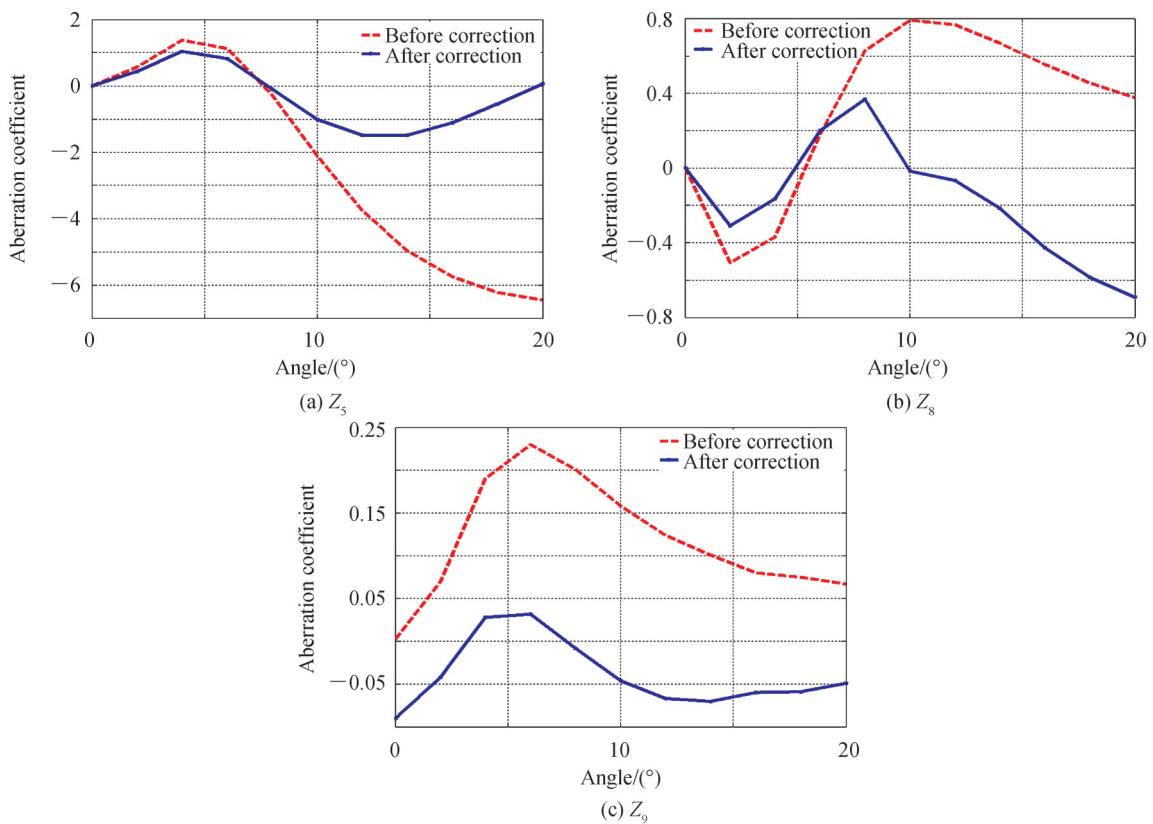 2
0
−2
−4
−6
Aberration coefficient
Before correction
After correction
0
10
20
Angle/(°)
(a) Z₅
0.8
0.4
0
−0.4
−0.8
Aberration coefficient
Before correction
After correction
0
10
20
Angle/(°)
(b) Z₈
0.25
0.15
0.05
−0.05
Aberration coefficient
Before correction
After correction
0
10
20
Angle/(°)
(c) Z₉